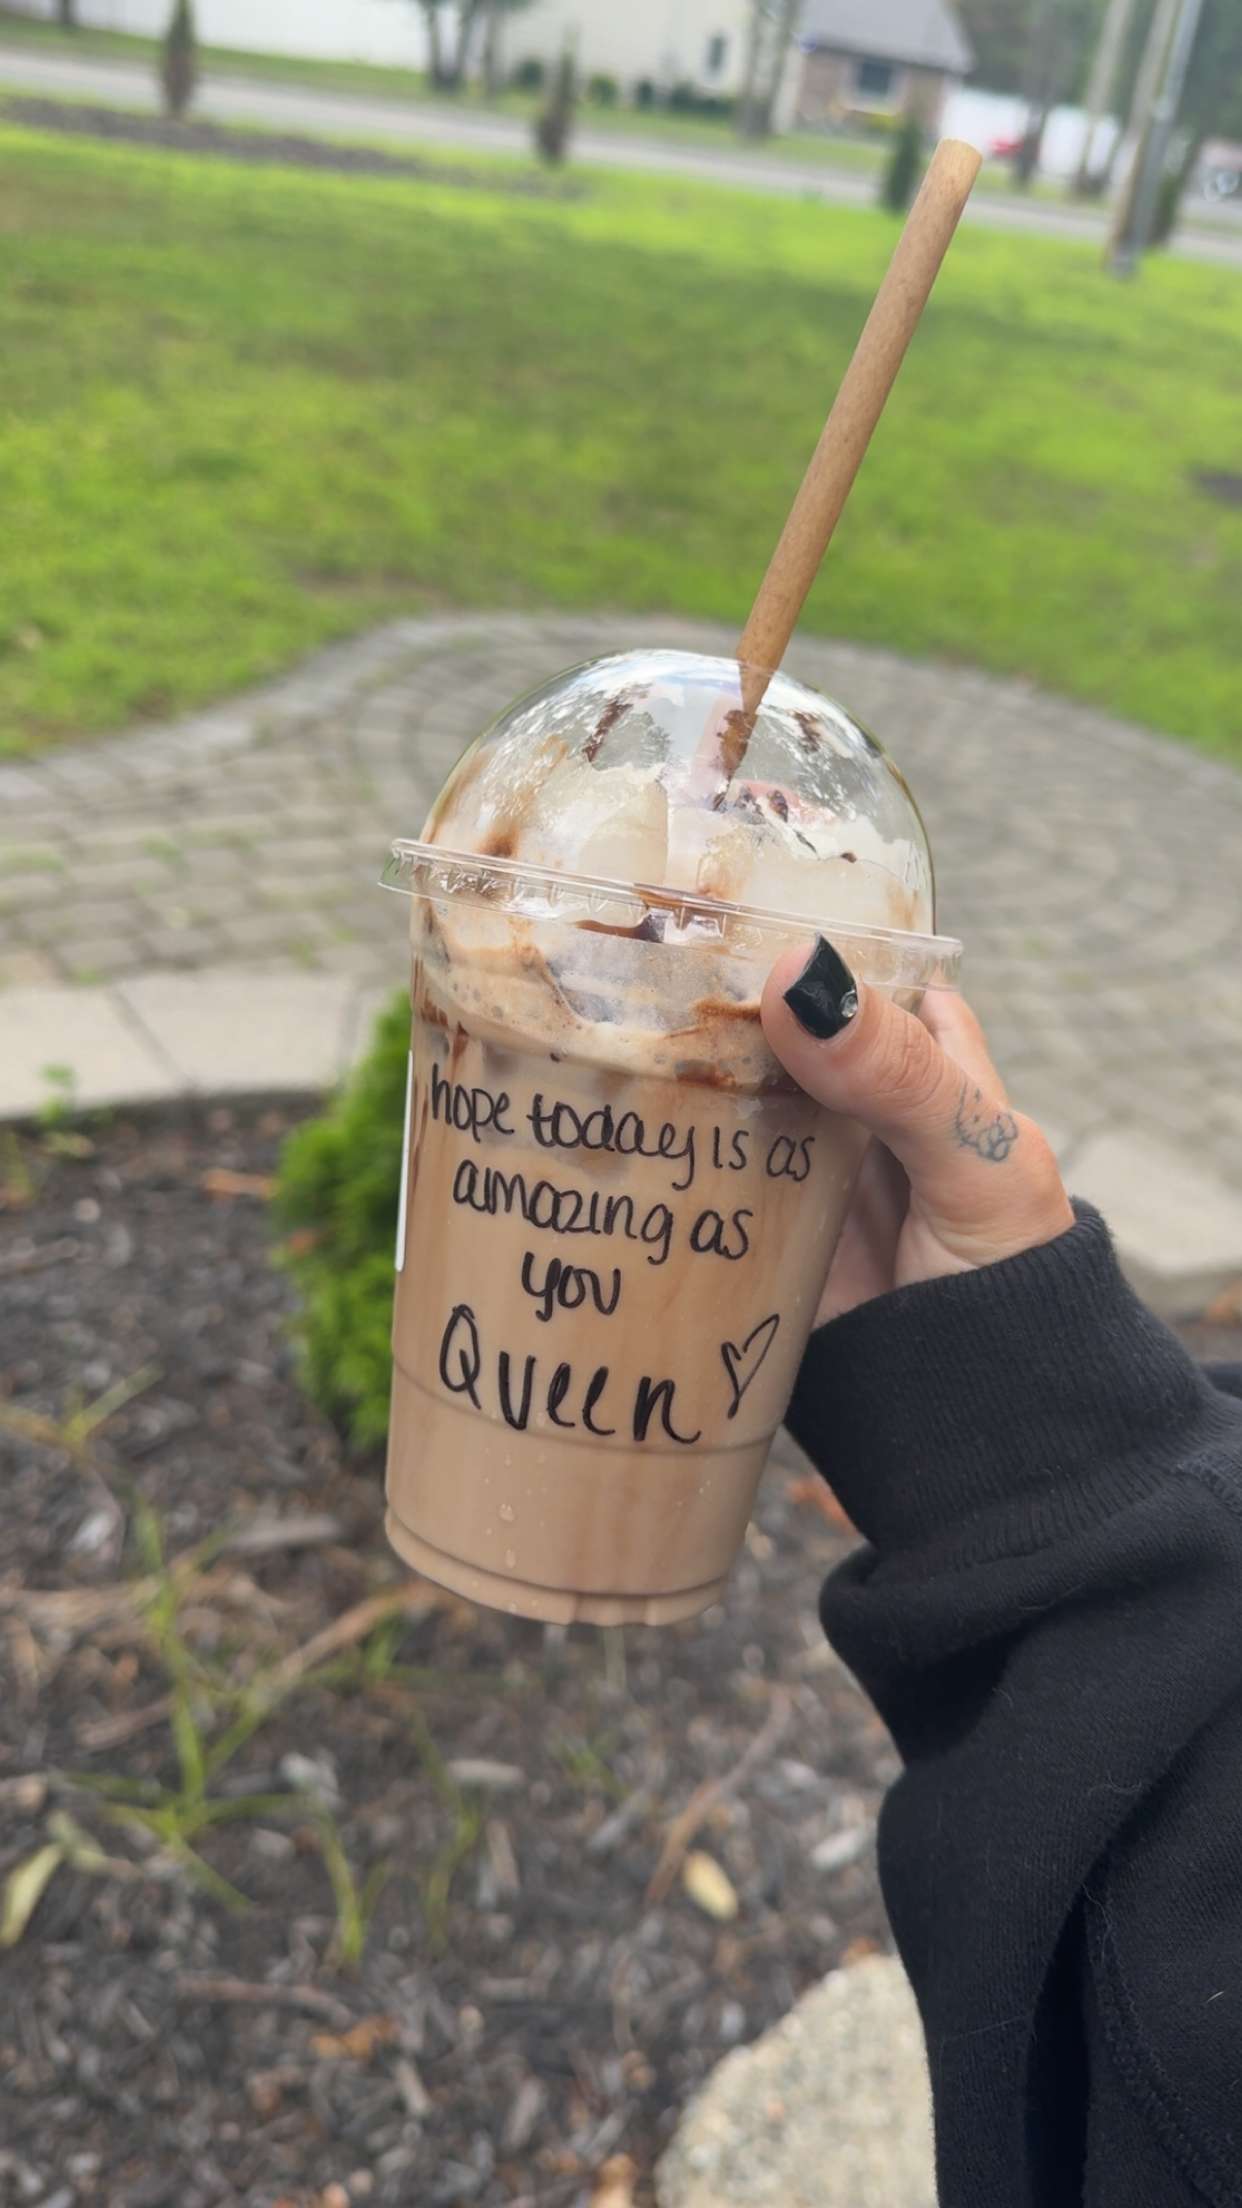 hope today is as
amazing as
you
Queen ♡